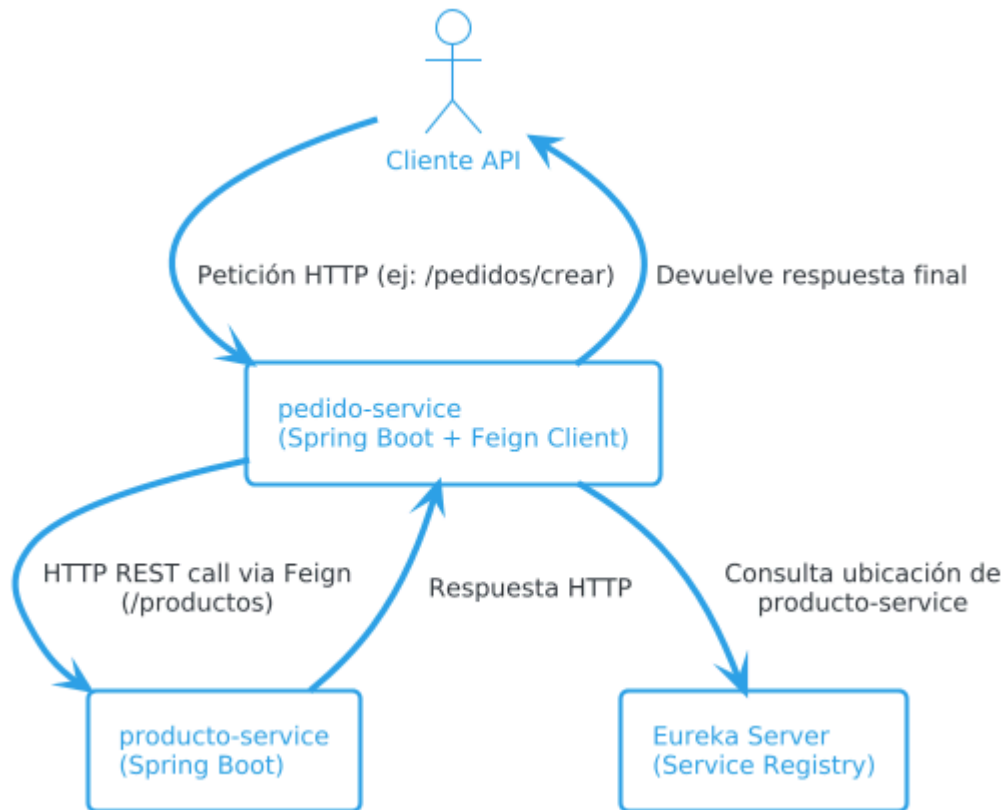 Cliente API
Petición HTTP (ej: /pedidos/crear)
Devuelve respuesta final
pedido-service
(Spring Boot + Feign Client)
HTTP REST call via Feign
(/productos)
Respuesta HTTP
Consulta ubicación de
producto-service
producto-service
(Spring Boot)
Eureka Server
(Service Registry)